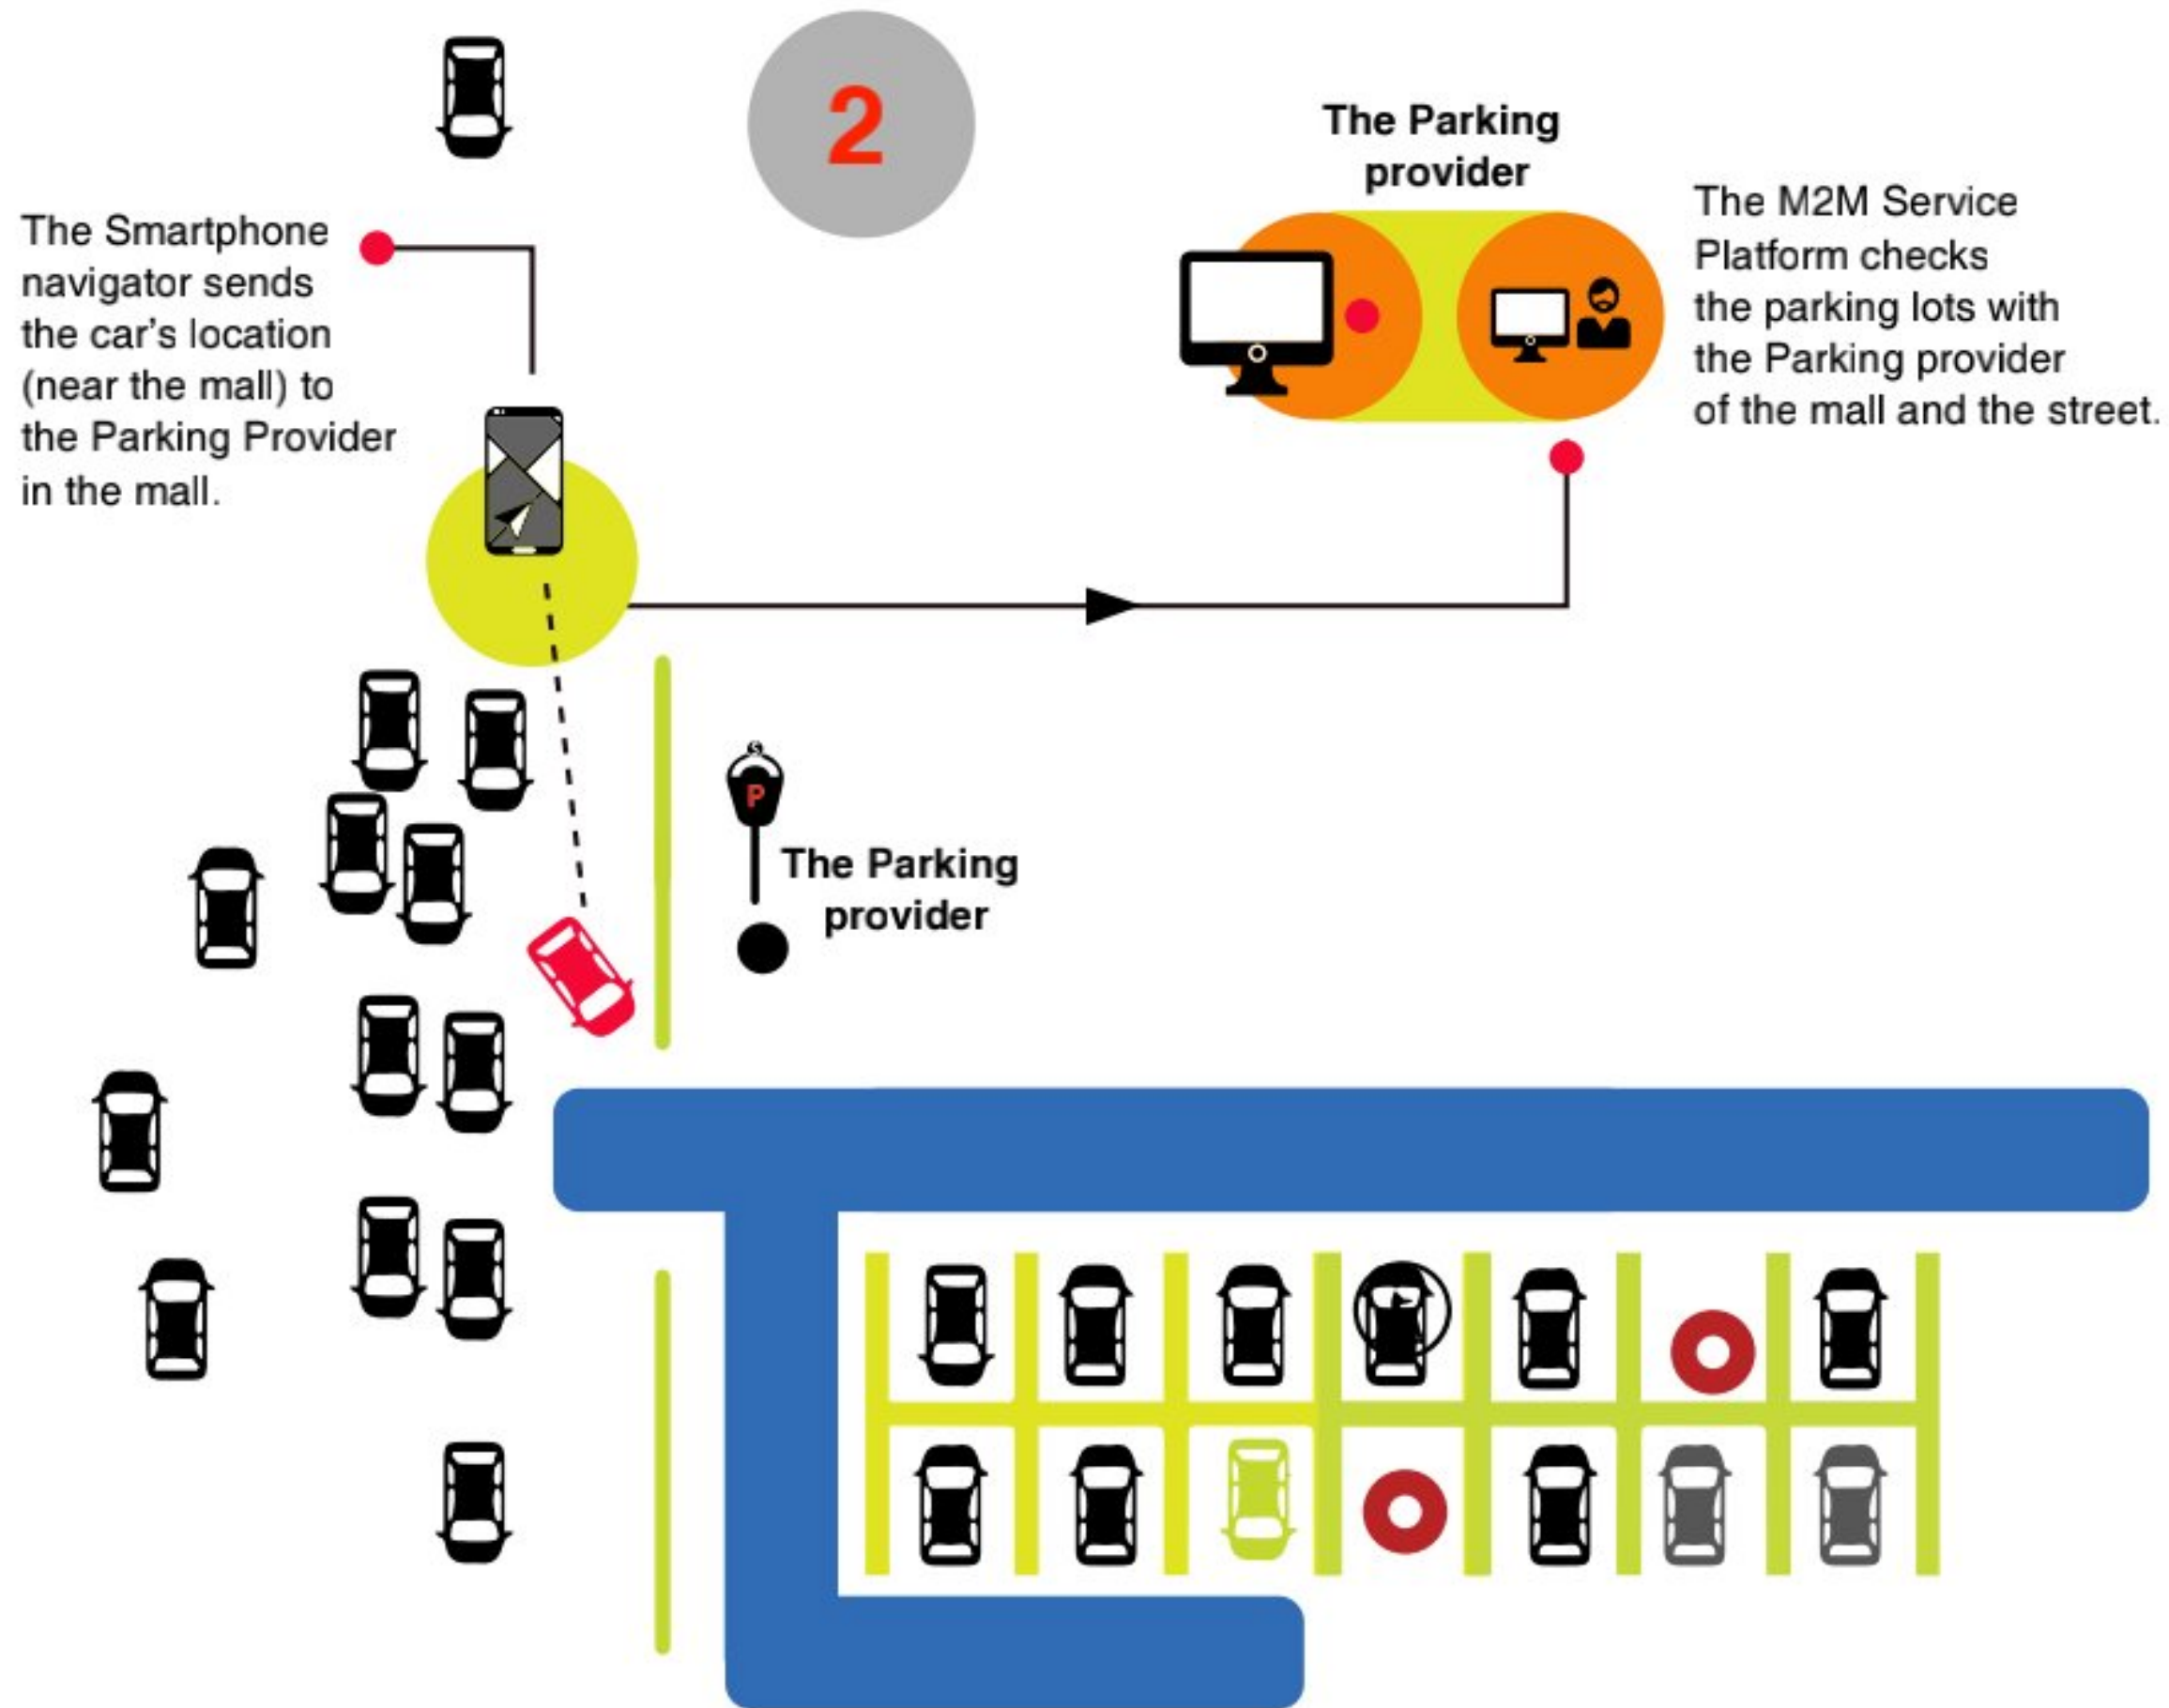 2
The Parking
provider
The Smartphone
navigator sends
the car's location
(near the mall) to
the Parking Provider
in the mall.
The M2M Service
Platform checks
the parking lots with
the Parking provider
of the mall and the street.
S
P
The Parking
provider